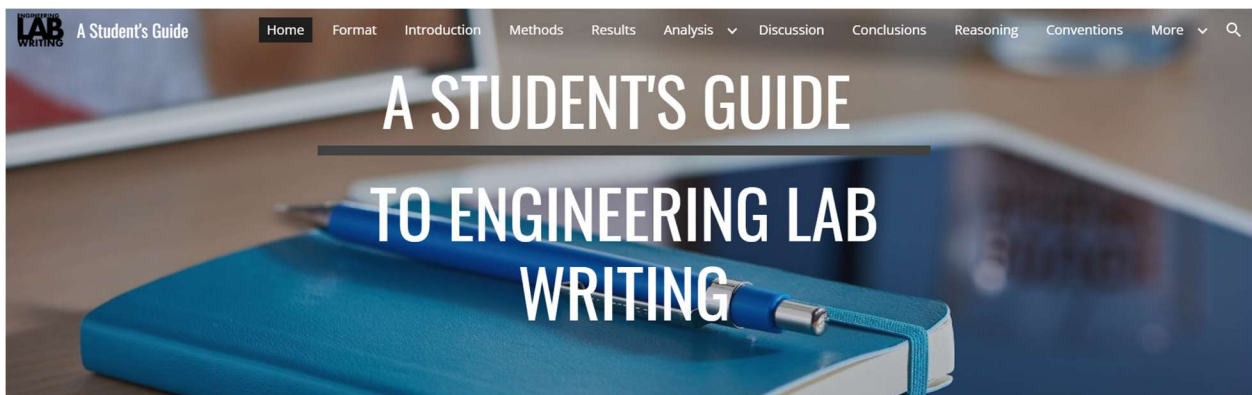 ENGINEERING
LAB
WRITING
A Student's Guide
Home Format Introduction Methods Results Analysis Discussion Conclusions Reasoning Conventions More
A STUDENT'S GUIDE
TO ENGINEERING LAB
WRITING